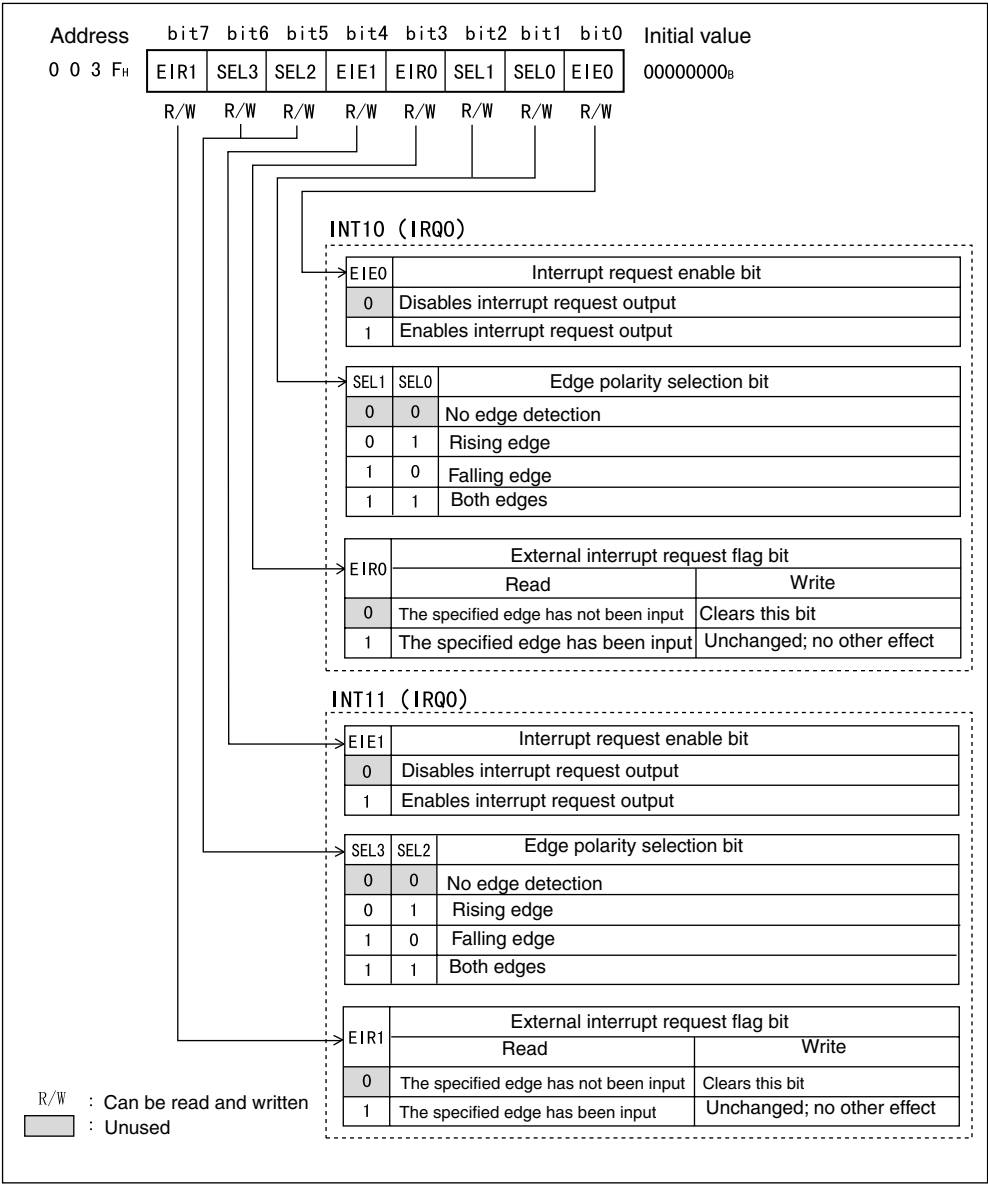 Address bit7 bit6 bit5 bit4 bit3 bit2 bit1 bit0 Initial value
0 0 3 FH EIR1 SEL3 SEL2 EIE1 EIR0 SEL1 SEL0 EIE0 00000000B
R/W R/W R/W R/W R/W R/W R/W R/W
INT10 (IRQ0)
EIE0 Interrupt request enable bit
0 Disables interrupt request output
1 Enables interrupt request output
SEL1 SEL0 Edge polarity selection bit
0 0 No edge detection
0 1 Rising edge
1 0 Falling edge
1 1 Both edges
EIR0 External interrupt request flag bit
Read Write
0 The specified edge has not been input Clears this bit
1 The specified edge has been input Unchanged; no other effect
INT11 (IRQ0)
EIE1 Interrupt request enable bit
0 Disables interrupt request output
1 Enables interrupt request output
SEL3 SEL2 Edge polarity selection bit
0 0 No edge detection
0 1 Rising edge
1 0 Falling edge
1 1 Both edges
EIR1 External interrupt request flag bit
Read Write
0 The specified edge has not been input Clears this bit
1 The specified edge has been input Unchanged; no other effect
R/W : Can be read and written
: Unused